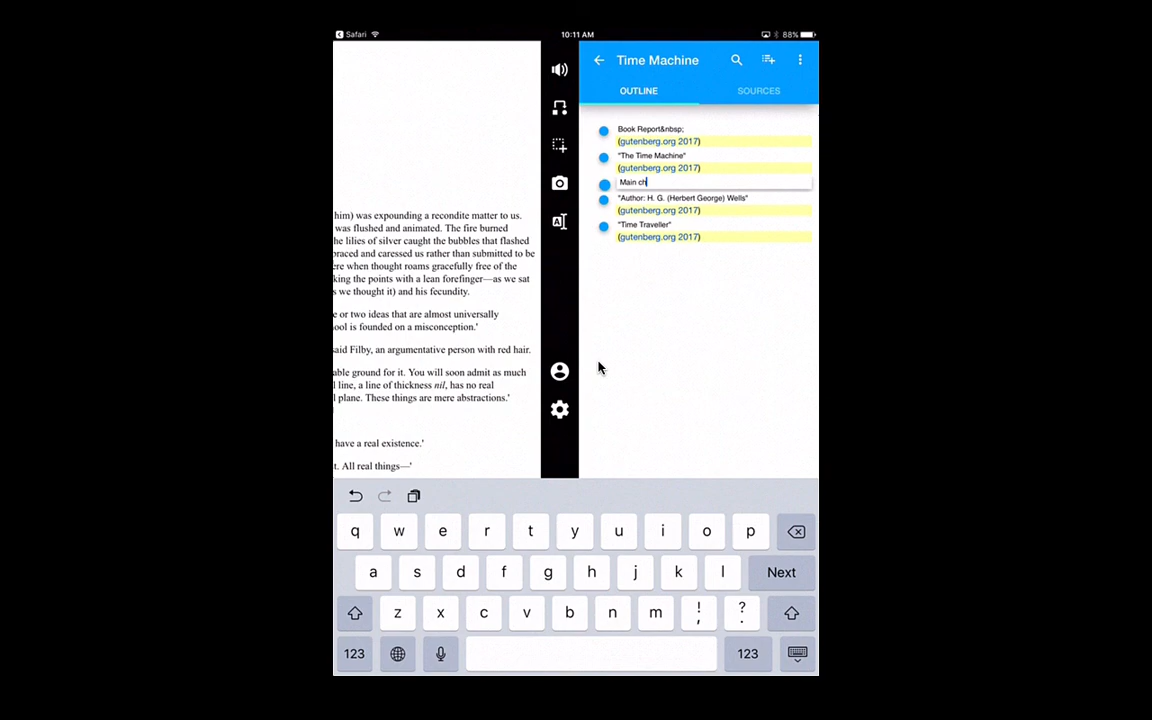 Safari
10:11 AM
88%
him) was expounding a recondite matter to us.
was flushed and animated. The fire burned
he lilies of silver caught the bubbles that flashed
braced and caressed us rather than submitted to be
ere when thought roams gracefully free of the
king the points with a lean forefinger—as we sat
s we thought it) and his fecundity.
e or two ideas that are almost universally
ool is founded on a misconception.'
said Filby, an argumentative person with red hair.
able ground for it. You will soon admit as much
l line, a line of thickness nil, has no real
l plane. These things are mere abstractions.'
have a real existence.'
t. All real things—'
A
Time Machine
OUTLINE
SOURCES
Book Report&nbsp;
(gutenberg.org 2017)
"The Time Machine"
(gutenberg.org 2017)
Main ch
"Author: H. G. (Herbert George) Wells"
(gutenberg.org 2017)
"Time Traveller"
(gutenberg.org 2017)
q w e r t y u i o p
a s d f g h j k l Next
z x c v b n m ! , ? .
123 123